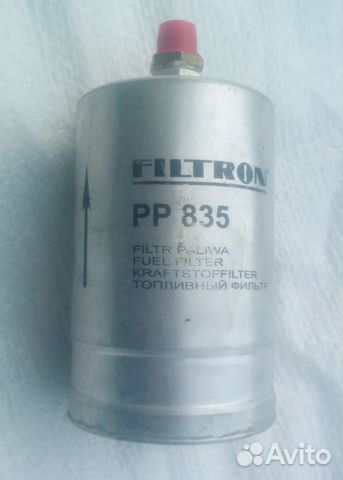 FILTRON
PP 835
FILTR PALIWA
FUEL FILTER
KRAFTSTOFFILTER
ТОПЛИВНЫЙ ФИЛЬТР
Avito